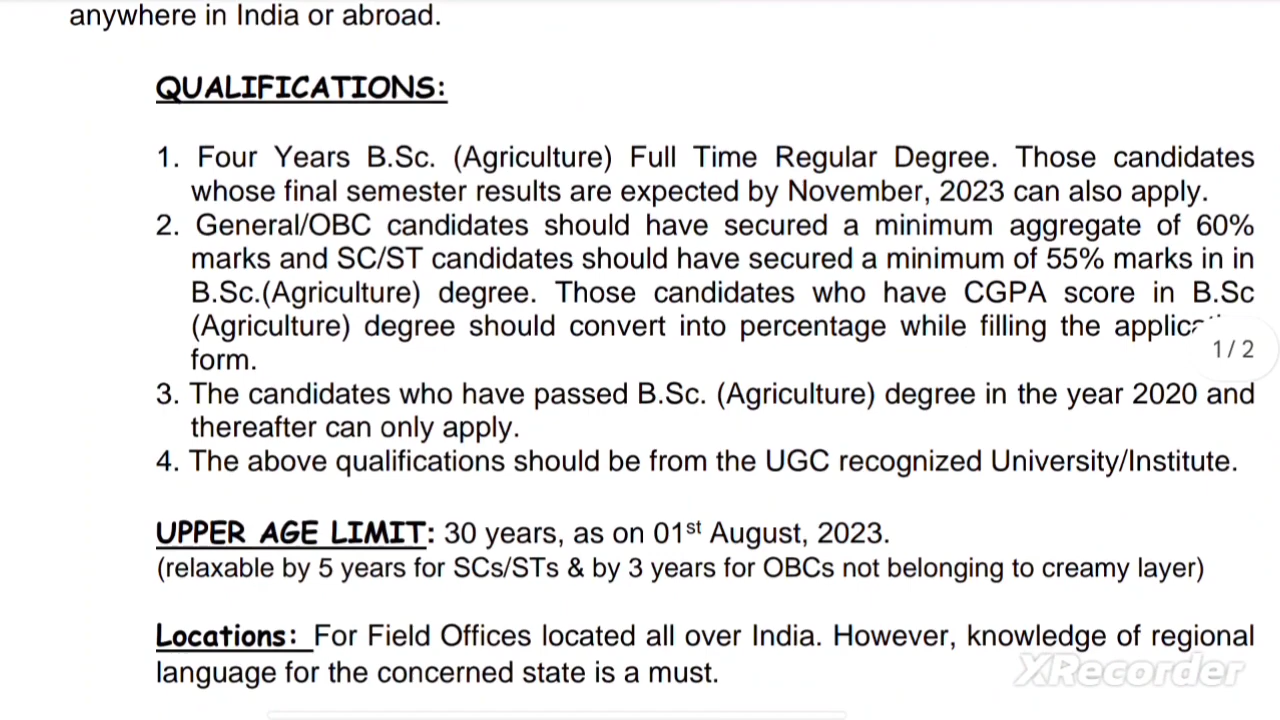 anywhere in India or abroad.
QUALIFICATIONS:
1. Four Years B.Sc. (Agriculture) Full Time Regular Degree. Those candidates
whose final semester results are expected by November, 2023 can also apply.
2. General/OBC candidates should have secured a minimum aggregate of 60%
marks and SC/ST candidates should have secured a minimum of 55% marks in in
B.Sc.(Agriculture) degree. Those candidates who have CGPA score in B.Sc
(Agriculture) degree should convert into percentage while filling the
form.
1/2
3. The candidates who have passed B.Sc. (Agriculture) degree in the year 2020 and
thereafter can only apply.
4. The above qualifications should be from the UGC recognized University/Institute.
UPPER AGE LIMIT: 30 years, as on 01st August, 2023.
(relaxable by 5 years for SCs/STs & by 3 years for OBCs not belonging to creamy layer)
Locations: For Field Offices located all over India. However, knowledge of regional
language for the concerned state is a must.
XRecorder